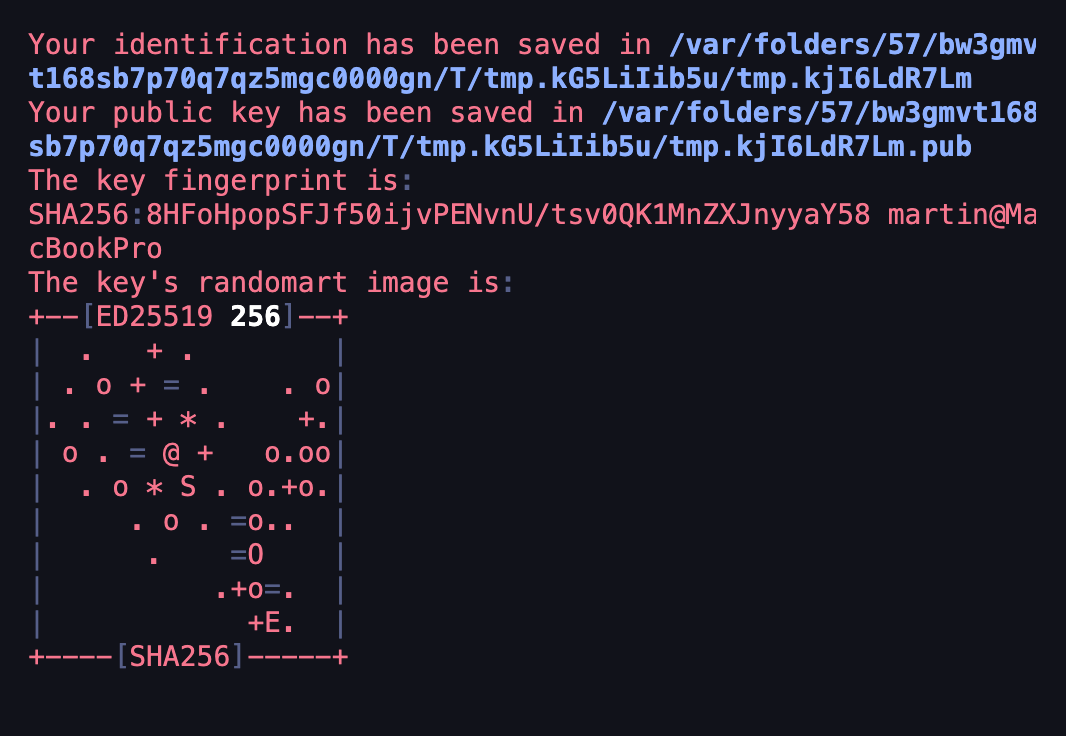 Your identification has been saved in /var/folders/57/bw3gmv
t168sb7p70q7qz5mgc0000gn/T/tmp.kG5LiIib5u/tmp.kjI6LdR7Lm
Your public key has been saved in /var/folders/57/bw3gmvt168
sb7p70q7qz5mgc0000gn/T/tmp.kG5LiIib5u/tmp.kjI6LdR7Lm.pub
The key fingerprint is:
SHA256:8HFoHpopSFJf50ijvPENvnU/tsv0QK1MnZXJnyyaY58 martin@Ma
cBookPro
The key's randomart image is:
+--[ED25519 256]--+
|  .   + .        |
| . o + = .    . o|
|. . = + * .    +.|
| o . = @ +   o.oo|
|  . o * S . o.+o.|
|     . o . =o..  |
|      .    =O    |
|          .+o=.  |
|            +E.  |
+----[SHA256]-----+